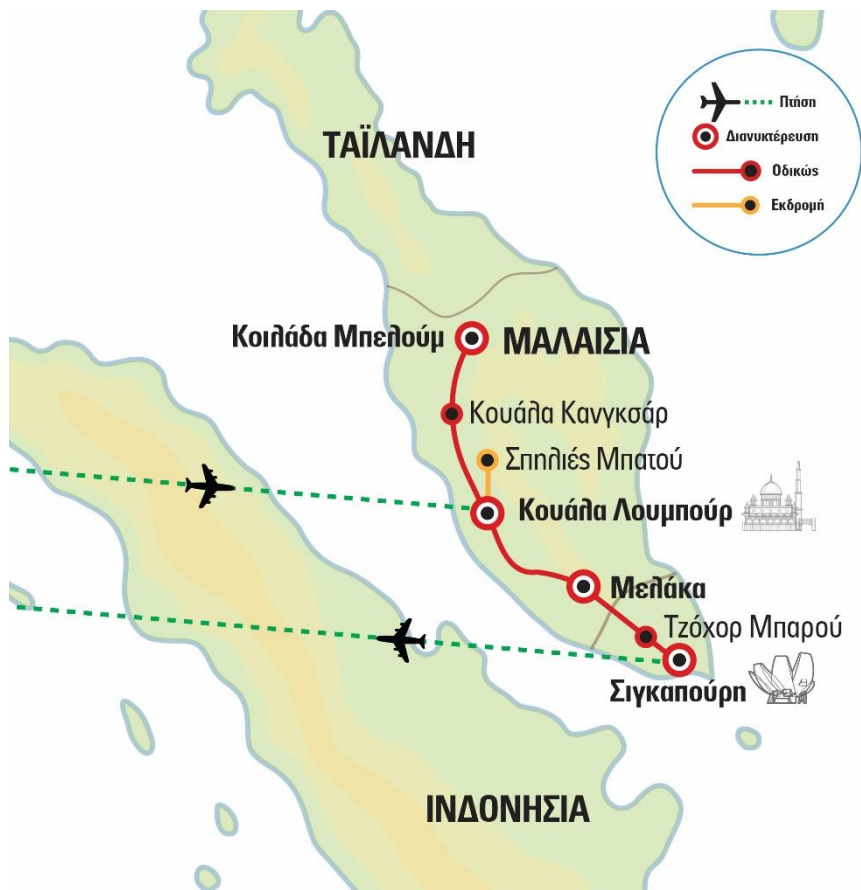 Πτήση
Διανυκτέρευση
Οδικώς
Εκδρομή
ΤΑΪΛΑΝΔΗ
Κοιλάδα Μπελούμ
ΜΑΛΑΙΣΙΑ
Κουάλα Κανγκσάρ
Σπηλιές Μπατού
Κουάλα Λουμπούρ
Μελάκα
Τζόχορ Μπαρού
Σιγκαπούρη
ΙΝΔΟΝΗΣΙΑ